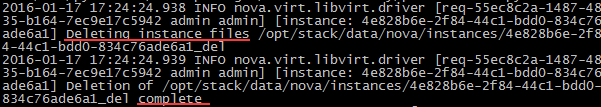 2016-01-17 17:24:24.938 INFO nova.virt.libvirt.driver [req-55ec8c2a-1487-48
35-b164-7ec9e17c5942 admin admin] [instance: 4e828b6e-2f84-44c1-bdd0-834c76
ade6a1] Deleting instance files /opt/stack/data/nova/instances/4e828b6e-2f8
4-44c1-bdd0-834c76ade6a1_del
2016-01-17 17:24:24.939 INFO nova.virt.libvirt.driver [req-55ec8c2a-1487-48
35-b164-7ec9e17c5942 admin admin] [instance: 4e828b6e-2f84-44c1-bdd0-834c76
ade6a1] Deletion of /opt/stack/data/nova/instances/4e828b6e-2f84-44c1-bdd0-
834c76ade6a1_del complete